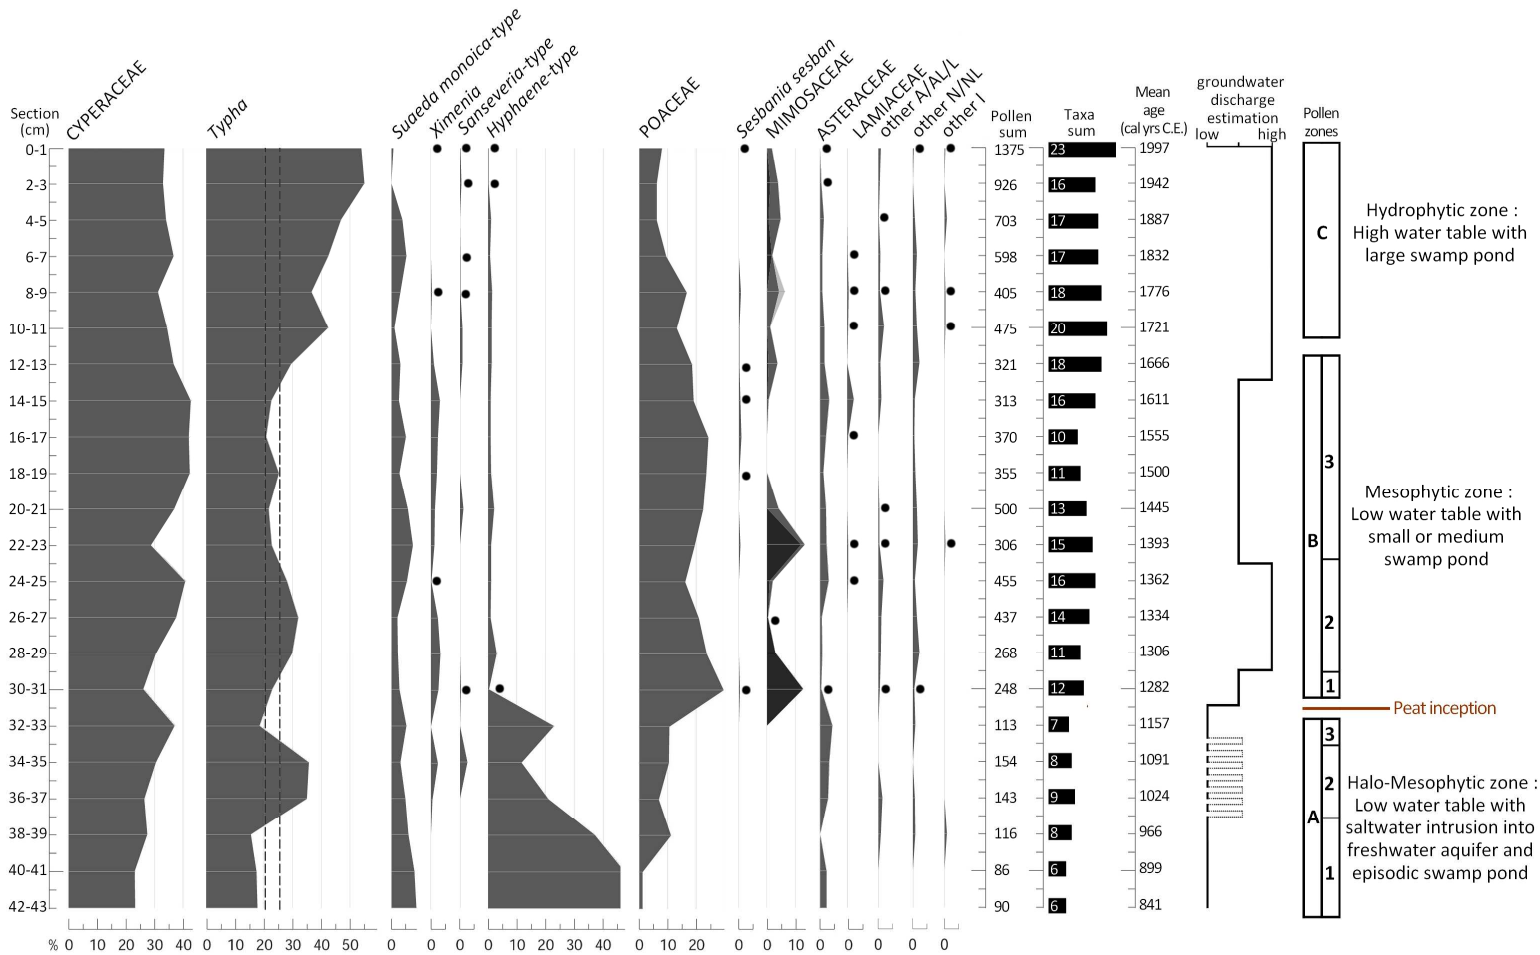 Section
(cm)
CYPERACEAE
Typha
Suaeda monoica-type
Ximenia
Sanseveria-type
Hyphaene-type
POACEAE
Sesbania sesban
MIMOSACEAE
ASTERACEAE
LAMIACEAE
other A/AL/L
other N/NL
other I
Pollen
sum
Taxa
sum
Mean
age
(cal yrs C.E.)
groundwater
discharge
estimation
low high
Pollen
zones
0-1 1375 23 1997
2-3 926 16 1942
4-5 703 17 1887
6-7 598 17 1832
8-9 405 18 1776
10-11 475 20 1721
12-13 321 18 1666
14-15 313 16 1611
16-17 370 10 1555
18-19 355 11 1500
20-21 500 13 1445
22-23 306 15 1393
24-25 455 16 1362
26-27 437 14 1334
28-29 268 11 1306
30-31 248 12 1282
32-33 113 7 1157
34-35 154 8 1091
36-37 143 9 1024
38-39 116 8 966
40-41 86 6 899
42-43 90 6 841
% 0 10 20 30 40 0 10 20 30 40 50 0 0 0 0 10 20 30 40 0 10 20 0 0 10 0 0 0 0 0
C
Hydrophytic zone :
High water table with
large swamp pond
B
3
2
1
Mesophytic zone :
Low water table with
small or medium
swamp pond
Peat inception
A
3
2
1
Halo-Mesophytic zone :
Low water table with
saltwater intrusion into
freshwater aquifer and
episodic swamp pond